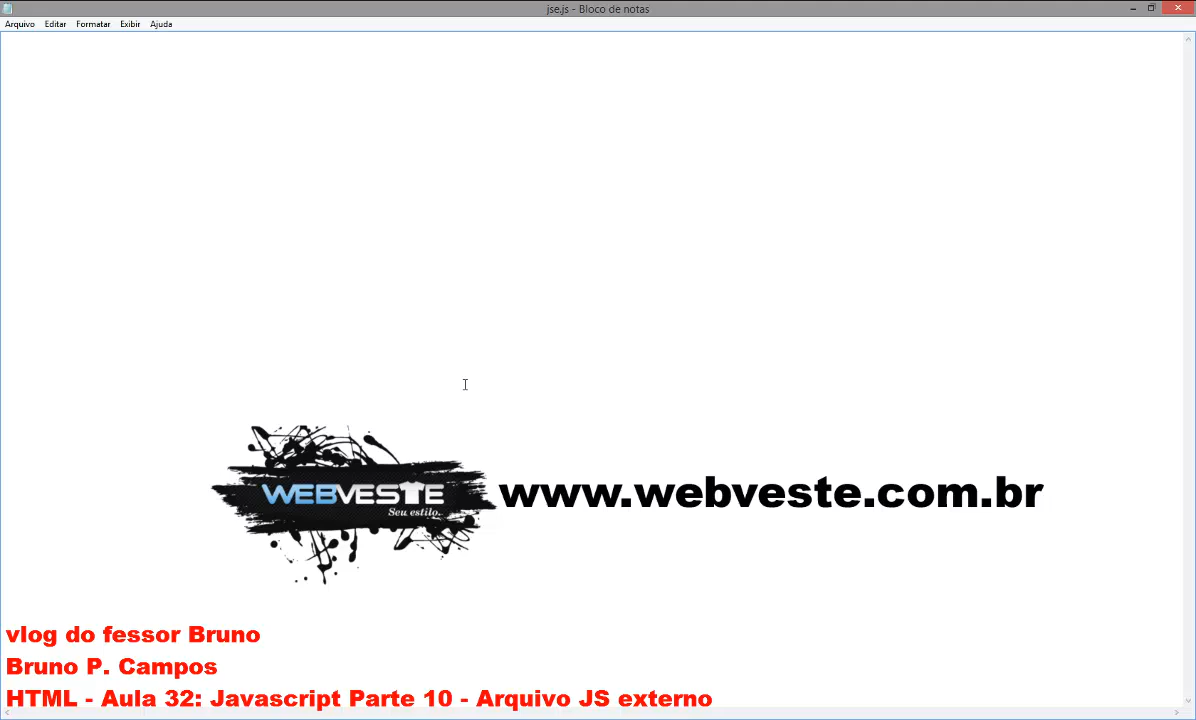 jse.js - Bloco de notas
Arquivo Editar Formatar Exibir Ajuda
WEBVESTE
Seu estilo..
www.webveste.com.br
vlog do fessor Bruno
Bruno P. Campos
HTML - Aula 32: Javascript Parte 10 - Arquivo JS externo